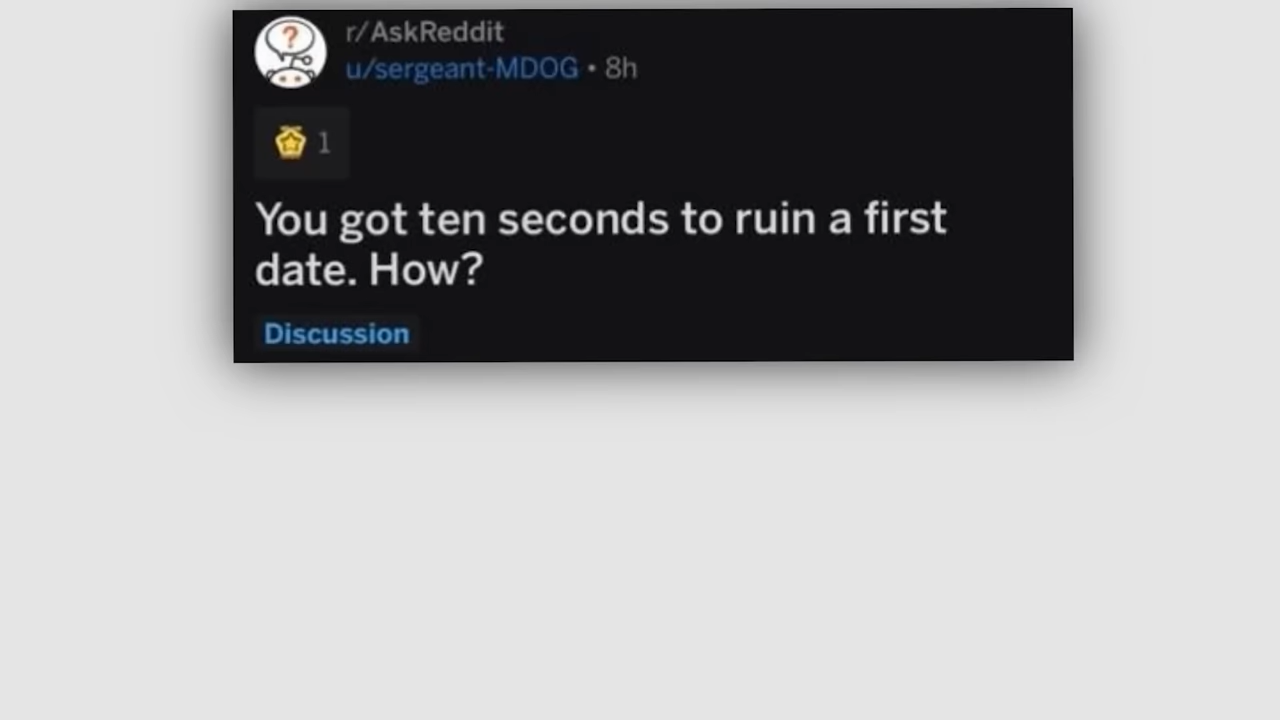 r/AskReddit
u/sergeant-MDOG • 8h
1
You got ten seconds to ruin a first
date. How?
Discussion